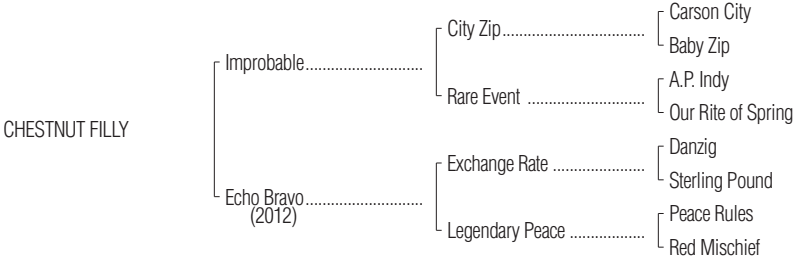 CHESTNUT FILLY
Improbable...........................
Echo Bravo...........................
(2012)
City Zip.................................
Rare Event ...........................
Exchange Rate .....................
Legendary Peace .................
Carson City
Baby Zip
A.P. Indy
Our Rite of Spring
Danzig
Sterling Pound
Peace Rules
Red Mischief